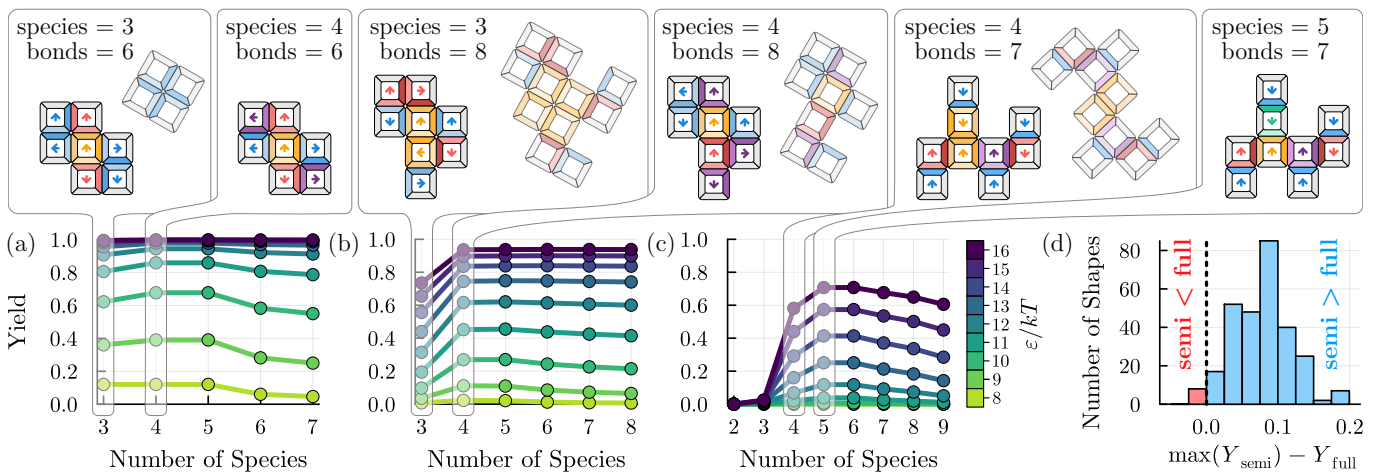 species = 3
bonds = 6
species = 4
bonds = 6
species = 3
bonds = 8
species = 4
bonds = 8
species = 4
bonds = 7
species = 5
bonds = 7
(a)
Yield
1.0
0.8
0.6
0.4
0.2
0.0
3 4 5 6 7
Number of Species
(b)
1.0
0.8
0.6
0.4
0.2
0.0
3 4 5 6 7 8
Number of Species
(c)
1.0
0.8
0.6
0.4
0.2
0.0
2 3 4 5 6 7 8 9
Number of Species
16
15
14
13
12
11
10
9
8
ε/kT
(d)
Number of Shapes
80
60
40
20
0
semi < full
semi > full
0.0 0.1 0.2
max(Y_semi) − Y_full